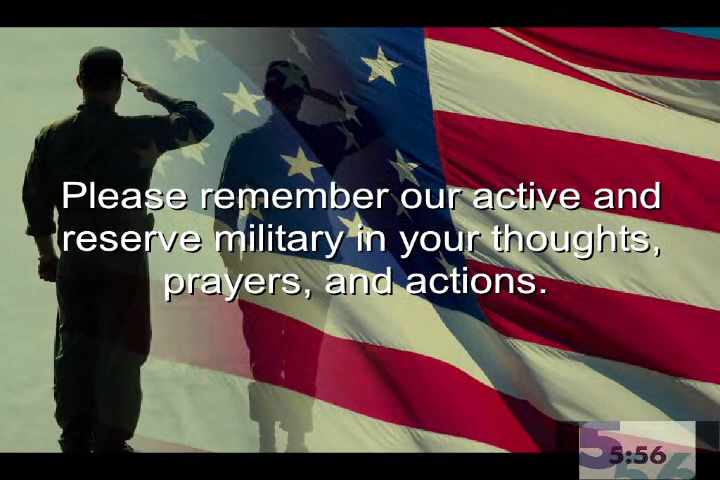 Please remember our active and
reserve military in your thoughts,
prayers, and actions.
5:56